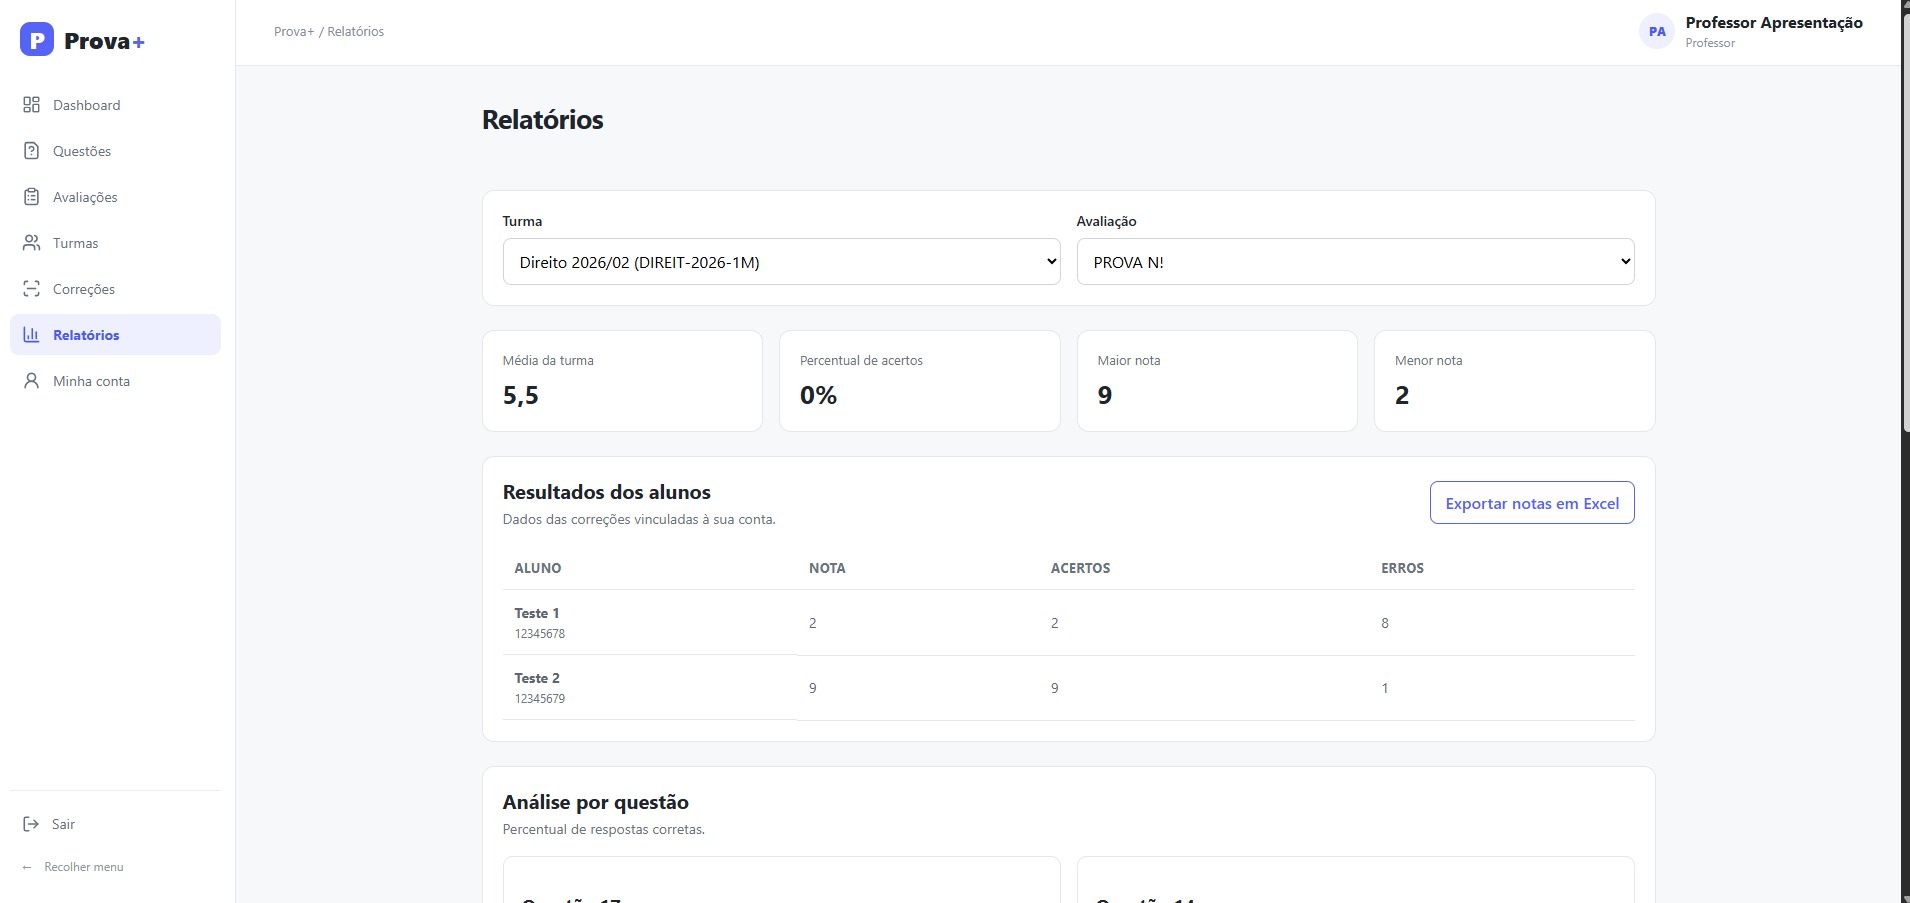 P Prova+
Prova+ / Relatórios
PA
Professor Apresentação
Professor
Dashboard
Questões
Avaliações
Turmas
Correções
Relatórios
Minha conta
Sair
← Recolher menu
Relatórios
Turma
Direito 2026/02 (DIREIT-2026-1M)
Avaliação
PROVA N!
Média da turma
5,5
Percentual de acertos
0%
Maior nota
9
Menor nota
2
Resultados dos alunos
Dados das correções vinculadas à sua conta.
Exportar notas em Excel
ALUNO NOTA ACERTOS ERROS
Teste 1
12345678
2 2 8
Teste 2
12345679
9 9 1
Análise por questão
Percentual de respostas corretas.
Questão 17
Questão 14